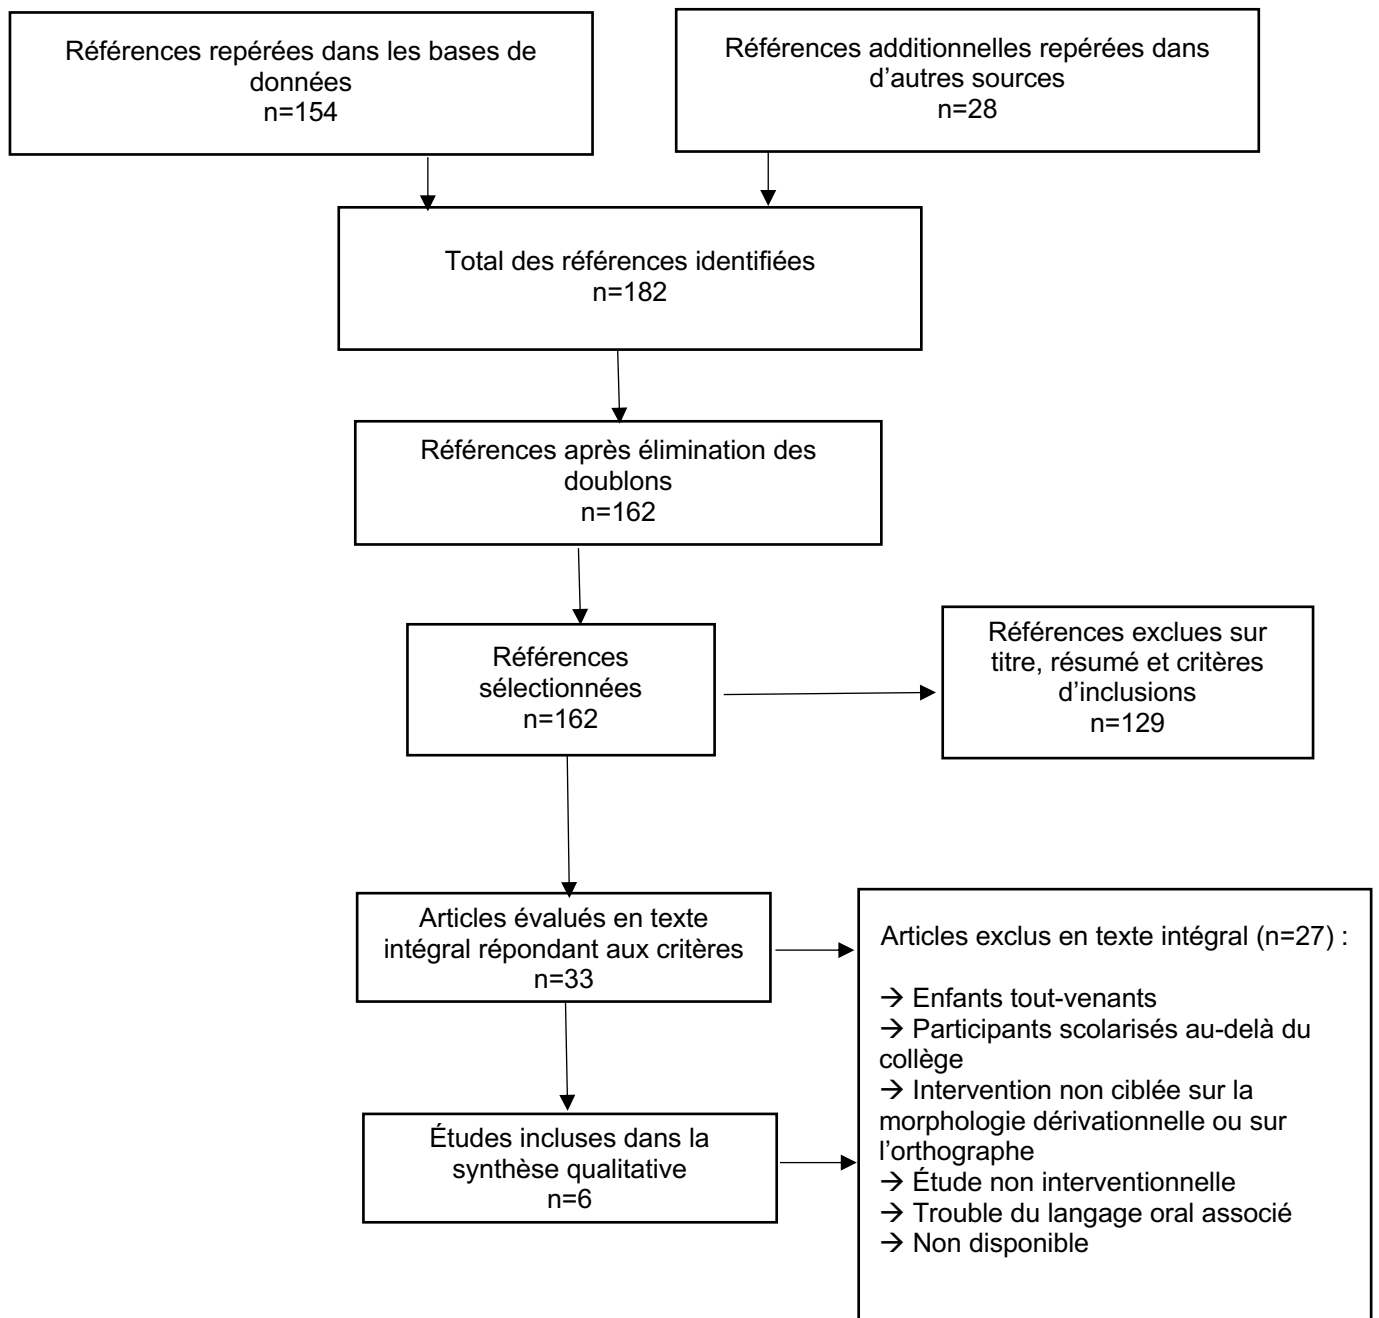 Références repérées dans les bases de
données
n=154
Références additionnelles repérées dans
d’autres sources
n=28
Total des références identifiées
n=182
Références après élimination des
doublons
n=162
Références
sélectionnées
n=162
Références exclues sur
titre, résumé et critères
d’inclusions
n=129
Articles évalués en texte
intégral répondant aux critères
n=33
Articles exclus en texte intégral (n=27) :
→ Enfants tout-venants
→ Participants scolarisés au-delà du
collège
→ Intervention non ciblée sur la
morphologie dérivationnelle ou sur
l’orthographe
→ Étude non interventionnelle
→ Trouble du langage oral associé
→ Non disponible
Études incluses dans la
synthèse qualitative
n=6